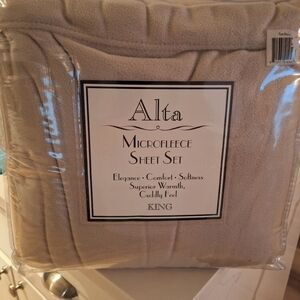 Alta
Microfleece
Sheet Set
Elegance • Comfort • Softness
Superior Warmth,
Cuddly Feel
KING